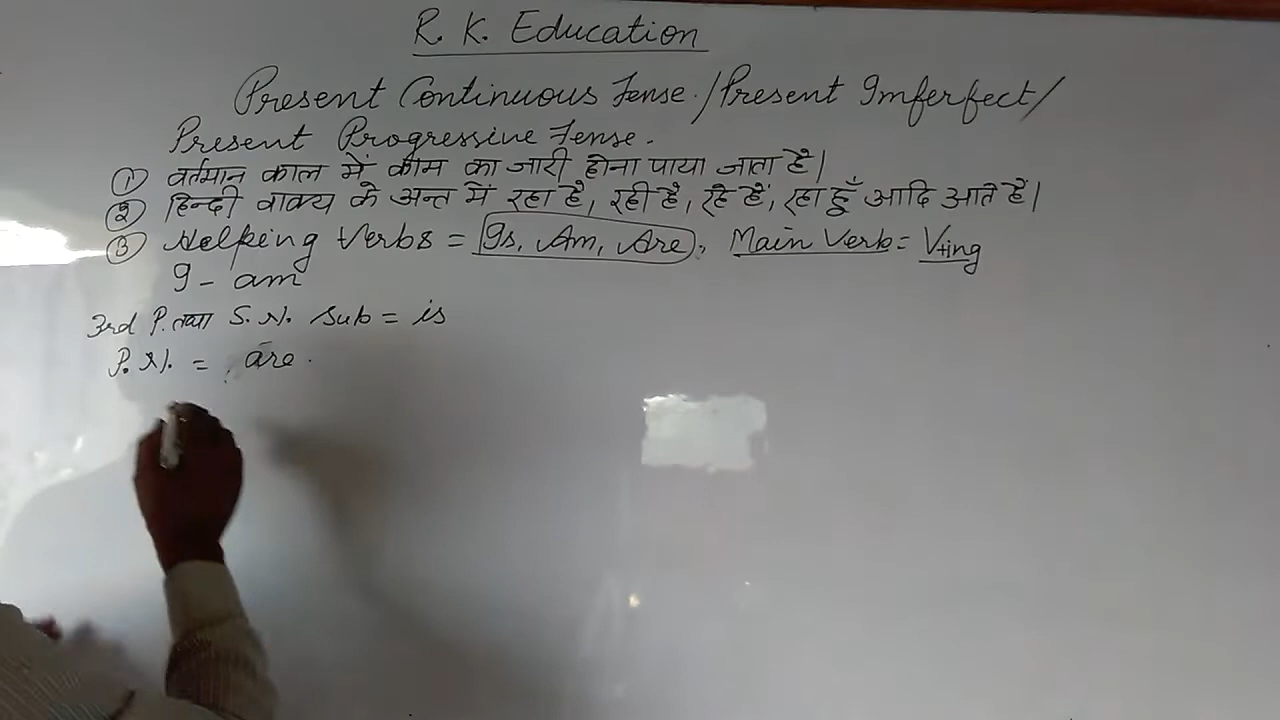 R. K. Education
Present Continuous Tense./Present Imferfect/
Present Progressive Tense.
① वर्तमान काल में काम का जारी होना पाया जाता है।
② हिन्दी वाक्य के अन्त में रहा है, रही है, रहे हैं, रहा हूँ आदि आते हैं।
③ Helping Verbs = Is, Am, Are, Main Verb = V+ing
I - am
3rd P. तथा S. N. Sub = is
P. N. = are.